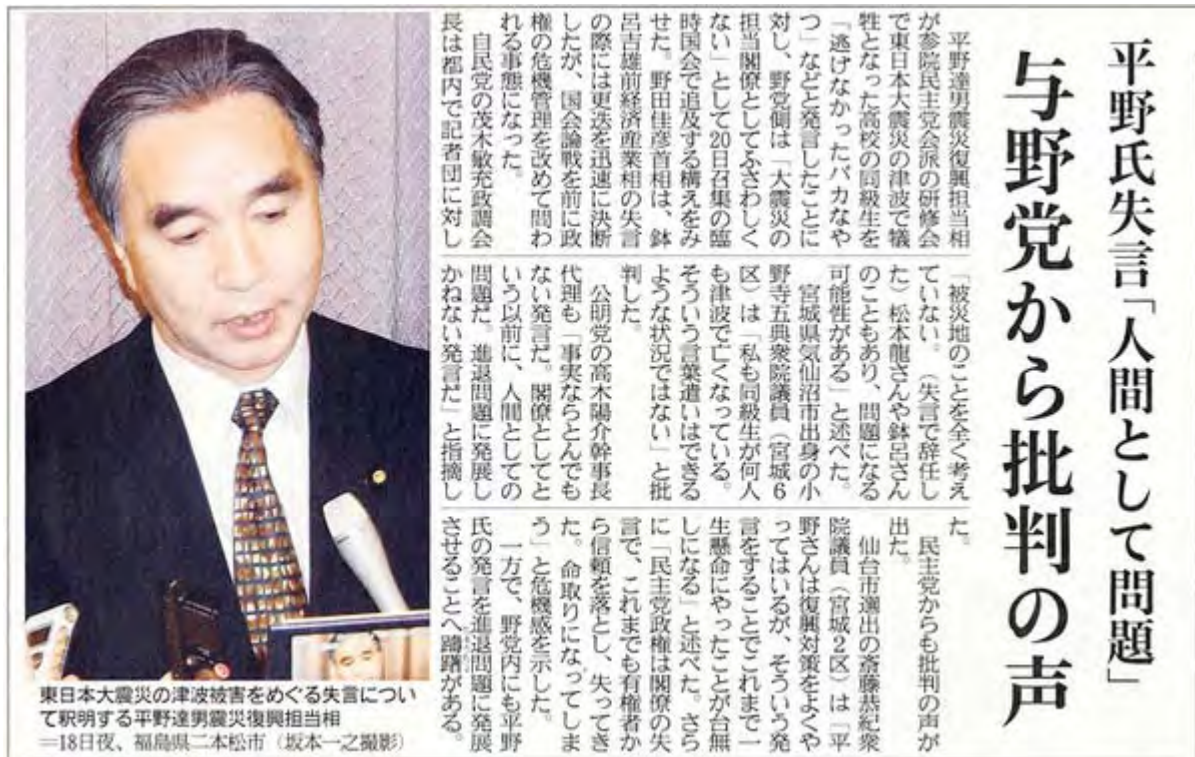 平野氏失言「人間として問題」
与野党から批判の声
　平野達男震災復興担当相
が参院民主党会派の研修会
で東日本大震災の津波で犠
牲となった高校の同級生を
「逃げなかったバカなや
つ」などと発言したことに
対し、野党側は「大震災の
担当閣僚としてふさわしく
ない」として20日召集の臨
時国会で追及する構えをみ
せた。野田佳彦首相は、鉢
呂吉雄前経済産業相の失言
の際には更迭を迅速に決断
したが、国会論戦を前に政
権の危機管理を改めて問わ
れる事態になった。
　自民党の茂木敏充政調会
長は都内で記者団に対し
「被災地のことを全く考え
ていない。（失言で辞任し
た）松本龍さんや鉢呂さん
のこともあり、問題になる
可能性がある」と述べた。
　宮城県気仙沼市出身の小
野寺五典衆院議員（宮城６
区）は「私も同級生が何人
も津波で亡くなっている。
そういう言葉遣いはできる
ような状況ではない」と批
判した。
　公明党の高木陽介幹事長
代理も「事実ならとんでも
ない発言だ。閣僚としてと
いう以前に、人間としての
問題だ。進退問題に発展し
かねない発言だ」と指摘し
た。
　民主党からも批判の声が
出た。
　仙台市選出の斎藤恭紀衆
院議員（宮城２区）は「平
野さんは復興対策をよくや
ってはいるが、そういう発
言をすることでこれまで一
生懸命にやったことが台無
しになる」と述べた。さら
に「民主党政権は閣僚の失
言で、これまでも有権者か
ら信頼を落とし、失ってき
た。命取りになってしま
う」と危機感を示した。
　一方で、野党内にも平野
氏の発言を進退問題に発展
させることへ躊躇がある。
東日本大震災の津波被害をめぐる失言につい
て釈明する平野達男震災復興担当相
＝18日夜、福島県二本松市（坂本一之撮影）